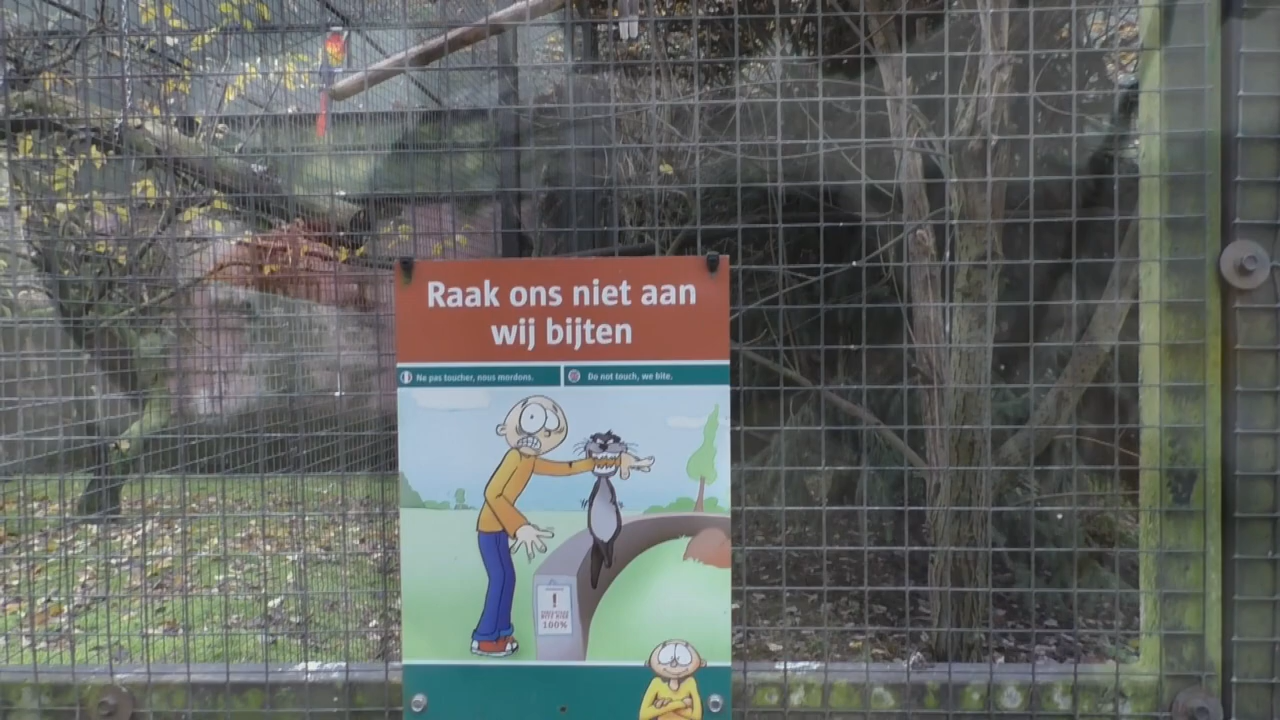 Raak ons niet aan
wij bijten
Ne pas toucher, nous mordons.
Do not touch, we bite.
!
100%